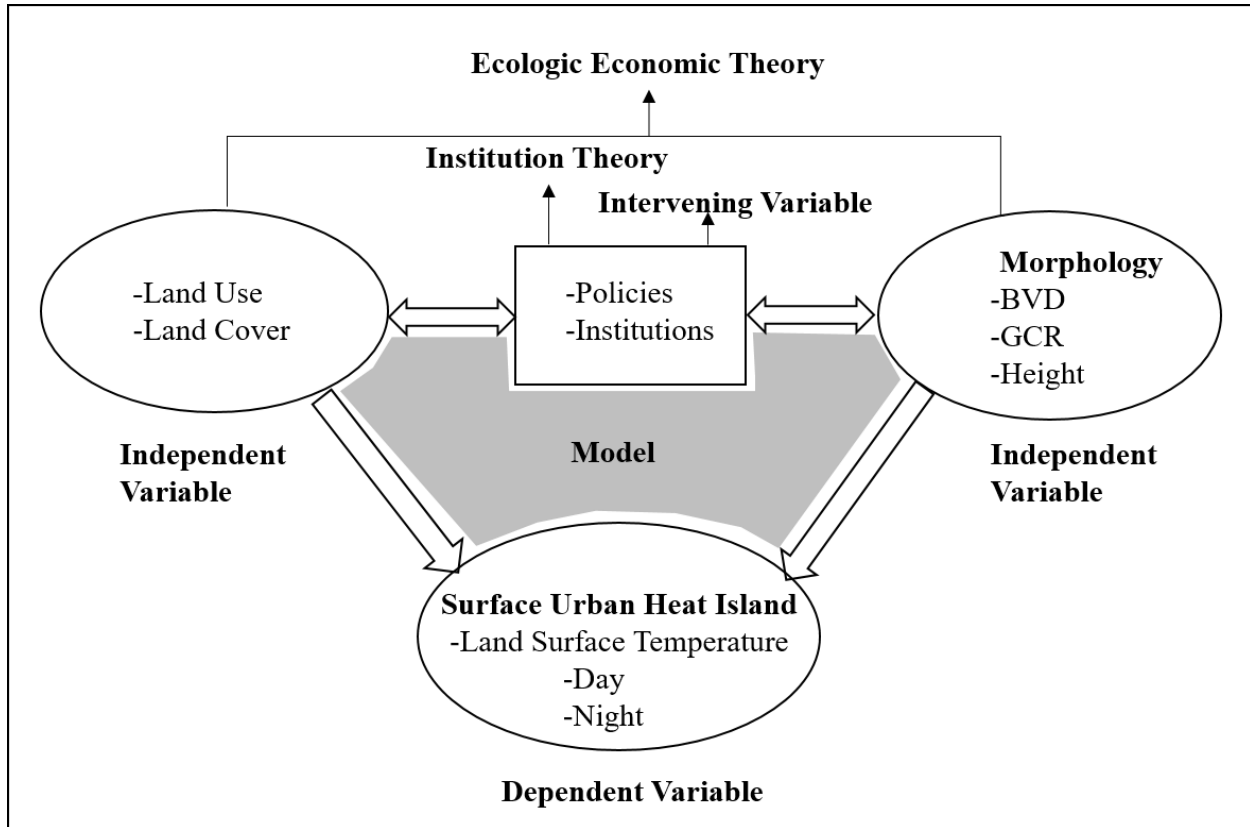 Ecologic Economic Theory
Institution Theory
Intervening Variable
-Land Use
-Land Cover
-Policies
-Institutions
Morphology
-BVD
-GCR
-Height
Independent
Variable
Model
Independent
Variable
Surface Urban Heat Island
-Land Surface Temperature
-Day
-Night
Dependent Variable